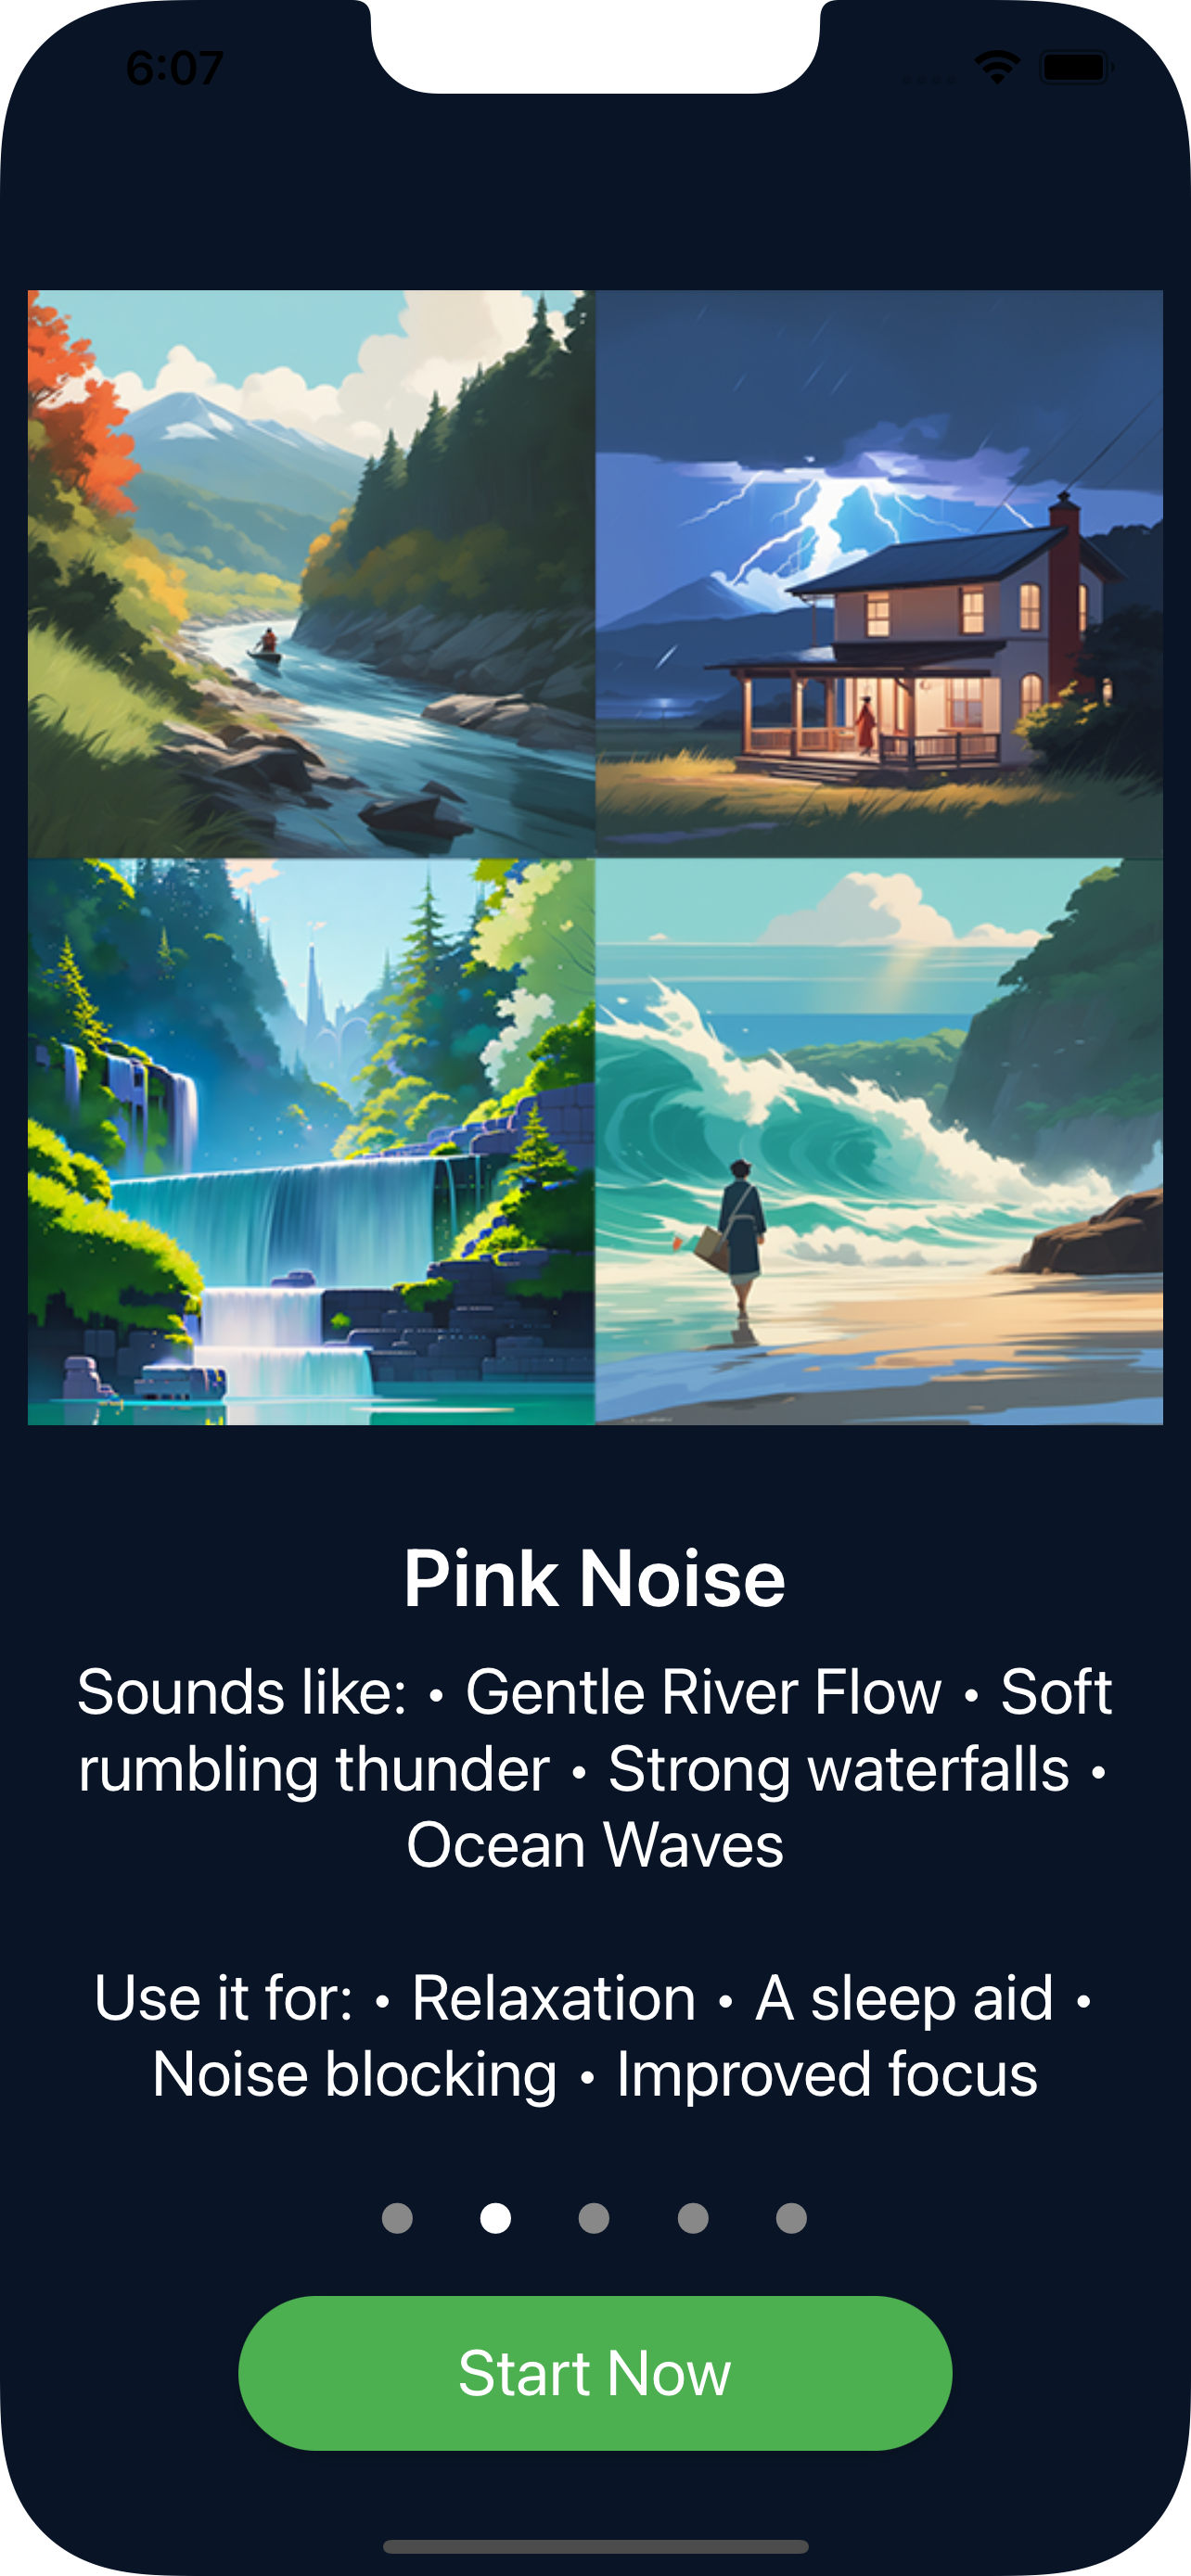 6:07
Pink Noise
Sounds like: • Gentle River Flow • Soft
rumbling thunder • Strong waterfalls •
Ocean Waves
Use it for: • Relaxation • A sleep aid •
Noise blocking • Improved focus
Start Now